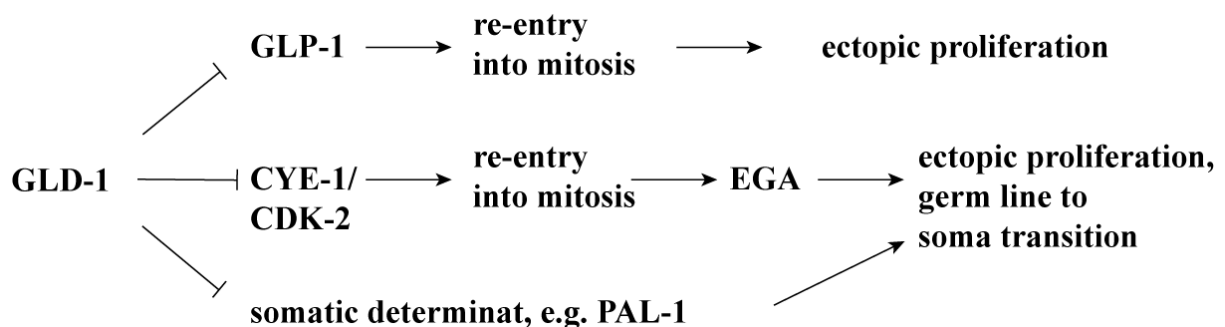 GLP-1
re-entry
into mitosis
ectopic proliferation
GLD-1
CYE-1/
CDK-2
re-entry
into mitosis
EGA
ectopic proliferation,
germ line to
soma transition
somatic determinat, e.g. PAL-1